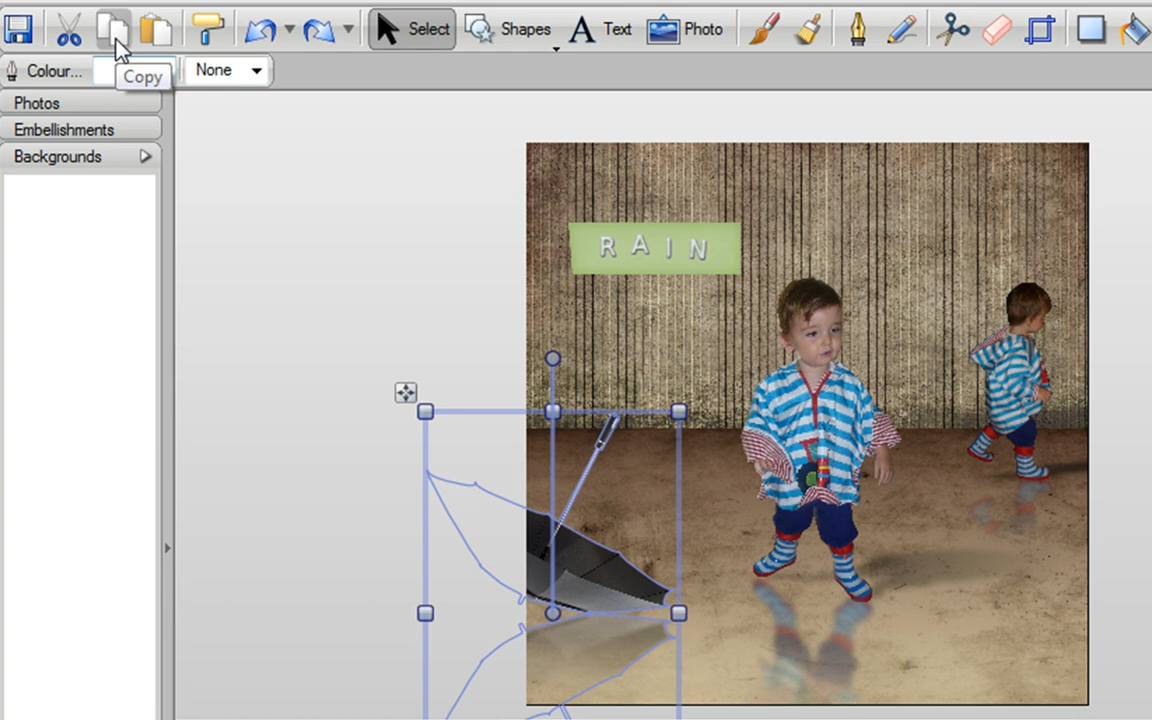 Select Shapes Text Photo
Colour... None
Copy
Photos
Embellishments
Backgrounds
RAIN